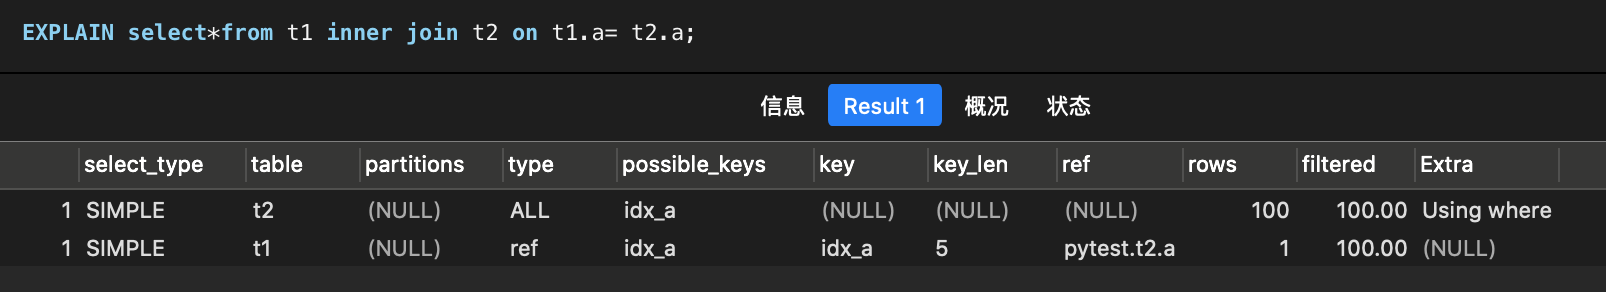 EXPLAIN select*from t1 inner join t2 on t1.a= t2.a;
信息 Result 1 概况 状态
select_type table partitions type possible_keys key key_len ref rows filtered Extra
1 SIMPLE t2 (NULL) ALL idx_a (NULL) (NULL) (NULL) 100 100.00 Using where
1 SIMPLE t1 (NULL) ref idx_a idx_a 5 pytest.t2.a 1 100.00 (NULL)